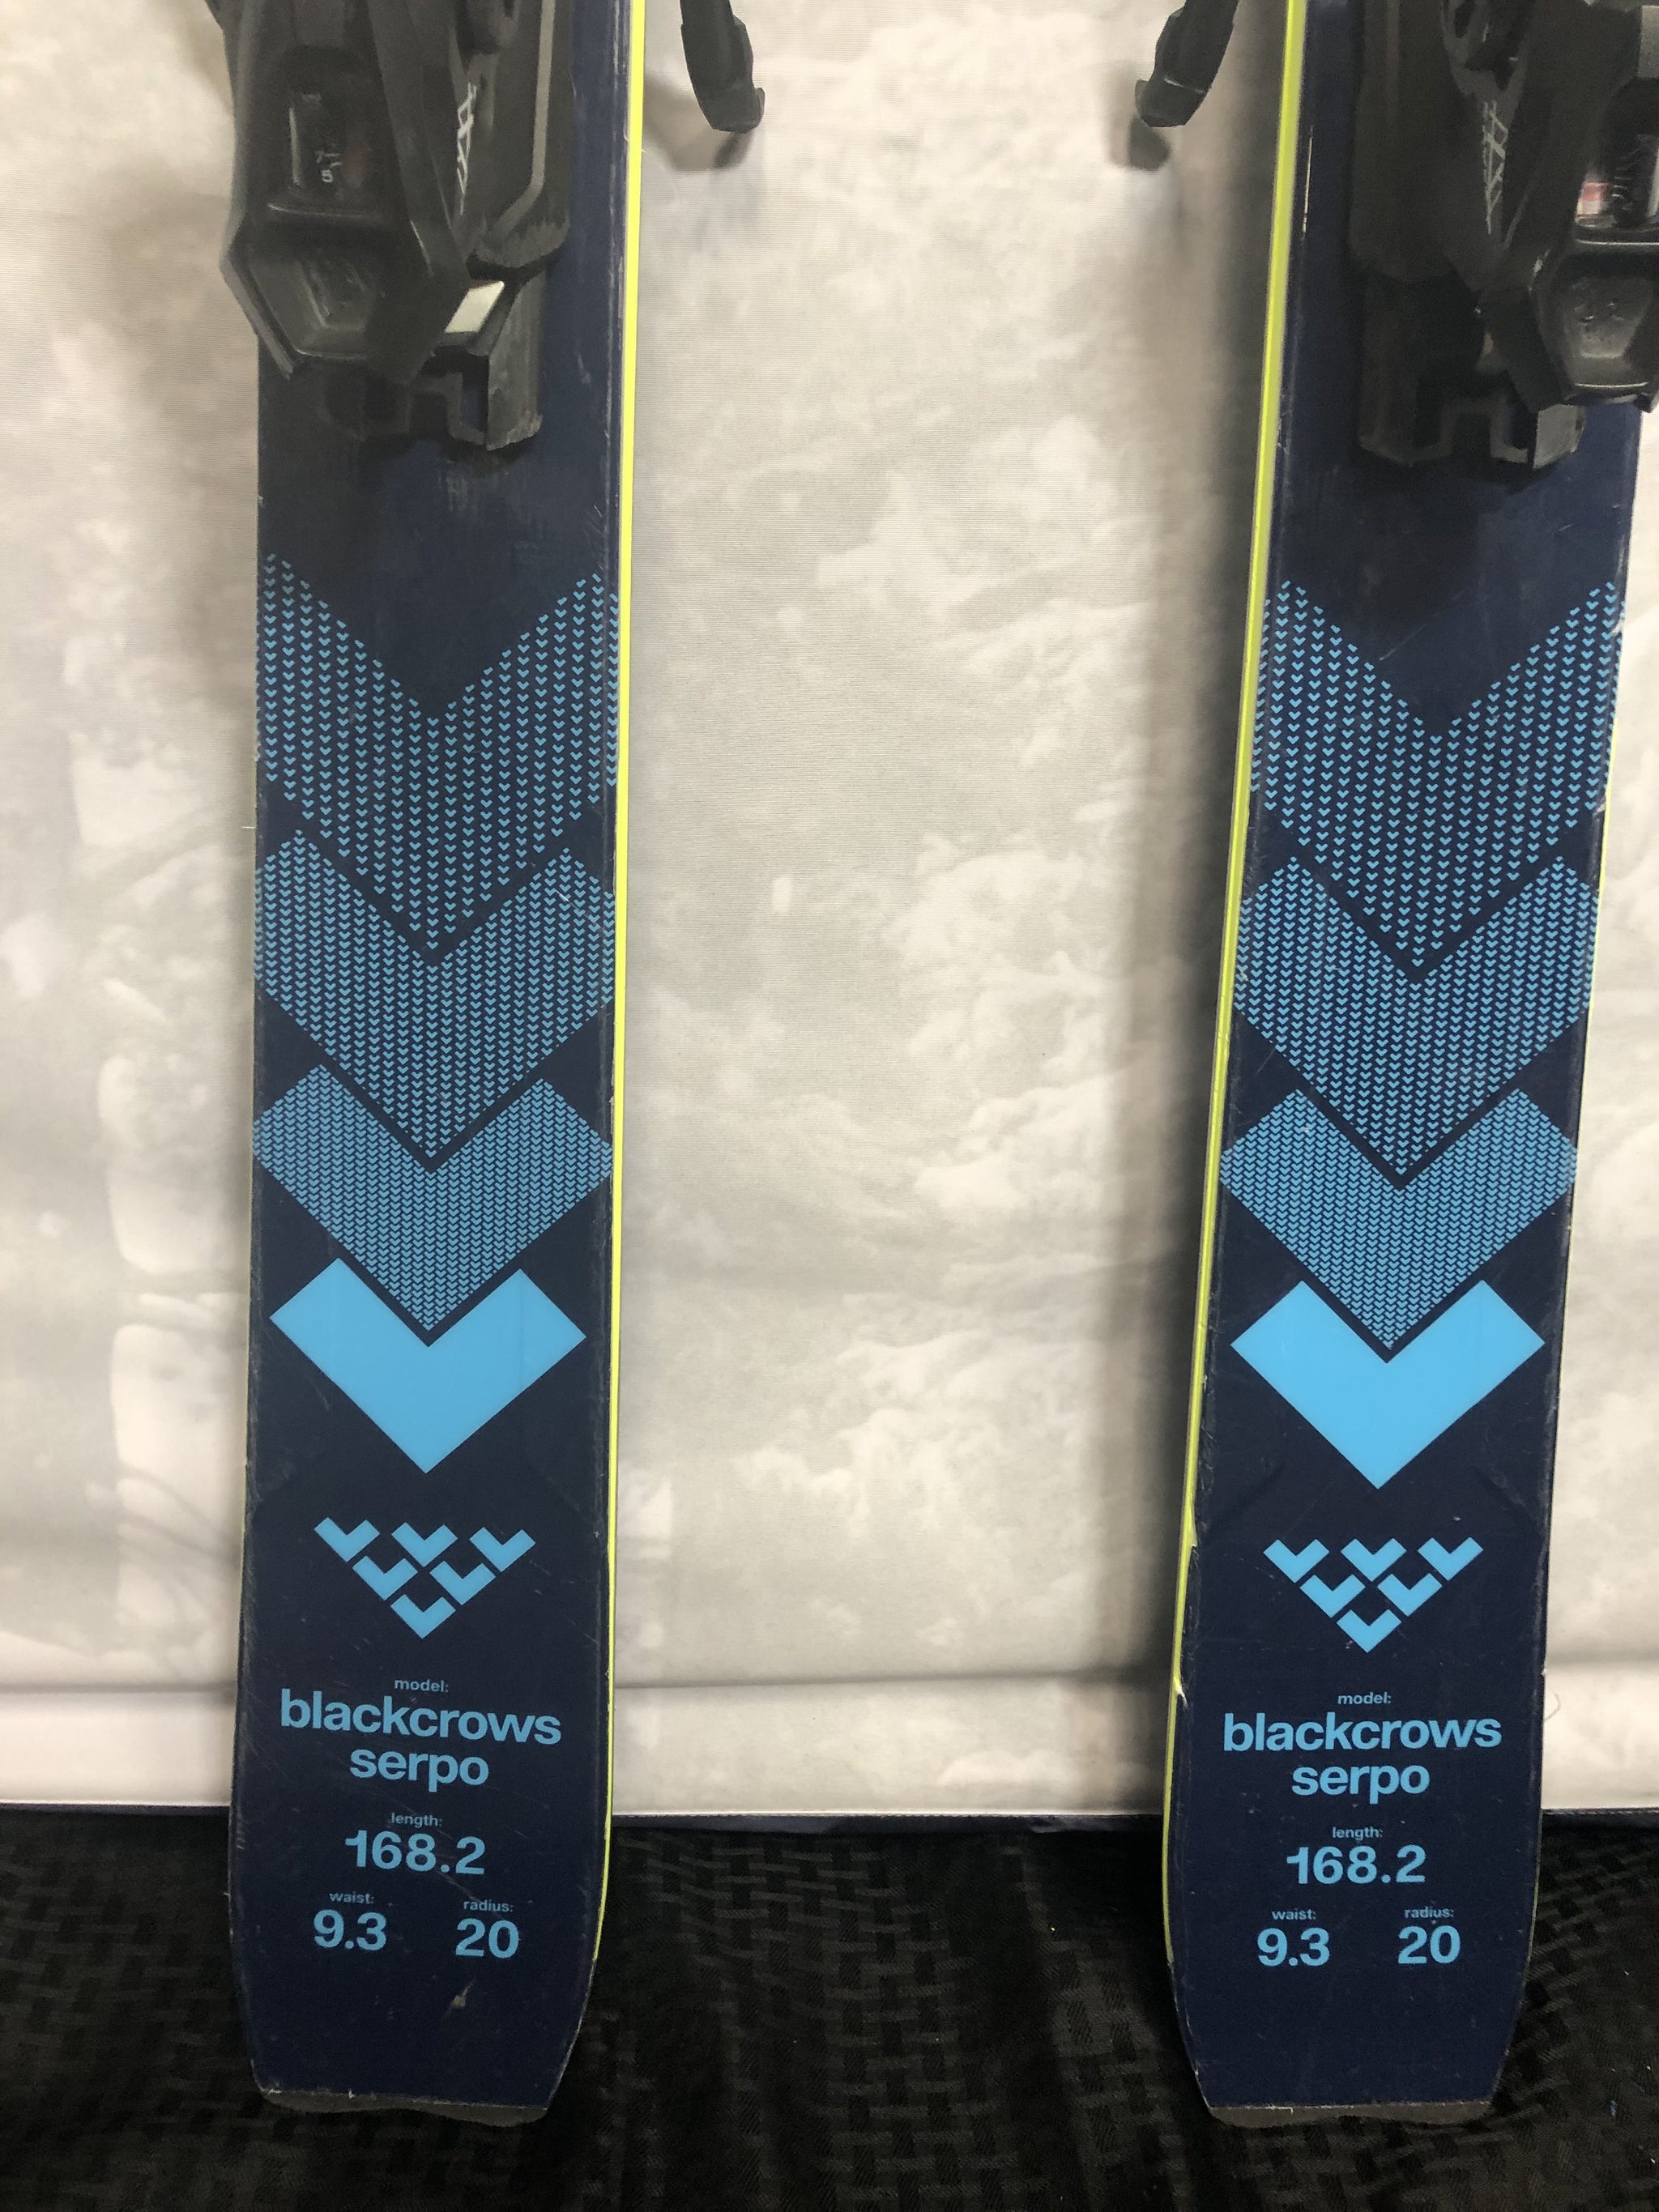 model:
blackcrows
serpo
length:
168.2
waist: radius:
9.3 20
model:
blackcrows
serpo
length:
168.2
waist: radius:
9.3 20